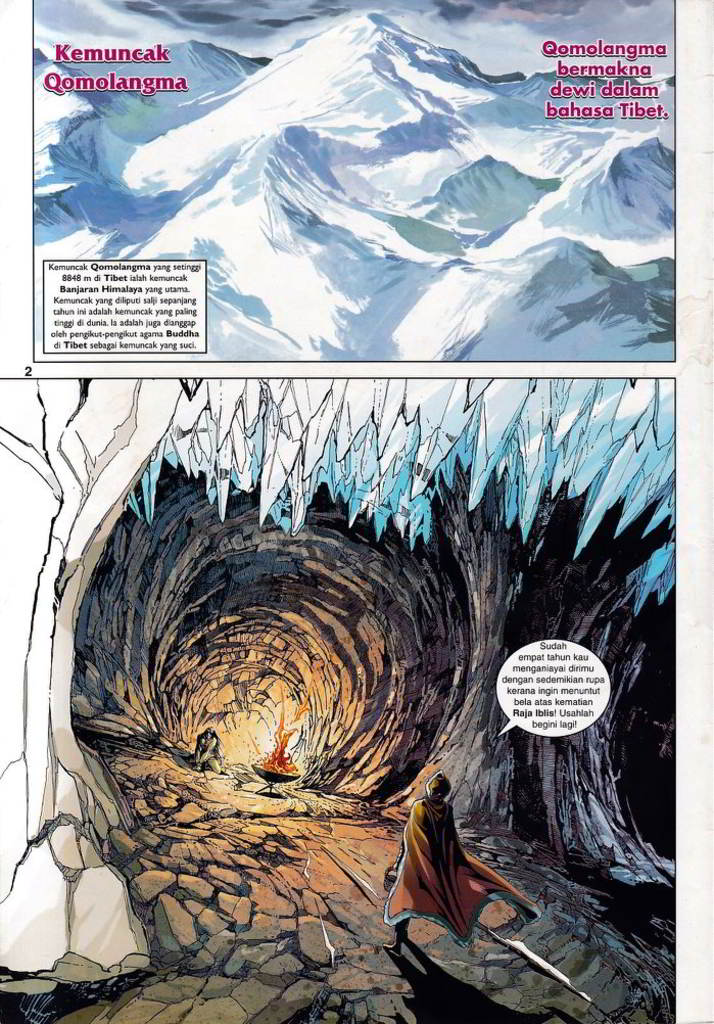 Kemuncak
Qomolangma
Qomolangma
bermakna
dewi dalam
bahasa Tibet.
Kemuncak Qomolangma yang setinggi
8848 m di Tibet ialah kemuncak
Banjaran Himalaya yang utama.
Kemuncak yang diliputi salji sepanjang
tahun ini adalah kemuncak yang paling
tinggi di dunia. Ia adalah juga dianggap
oleh pengikut-pengikut agama Buddha
di Tibet sebagai kemuncak yang suci.
2
Sudah
empat tahun kau
menganiayai dirimu
dengan sedemikian rupa
kerana ingin menuntut
bela atas kematian
Raja Iblis! Usahlah
begini lagi!